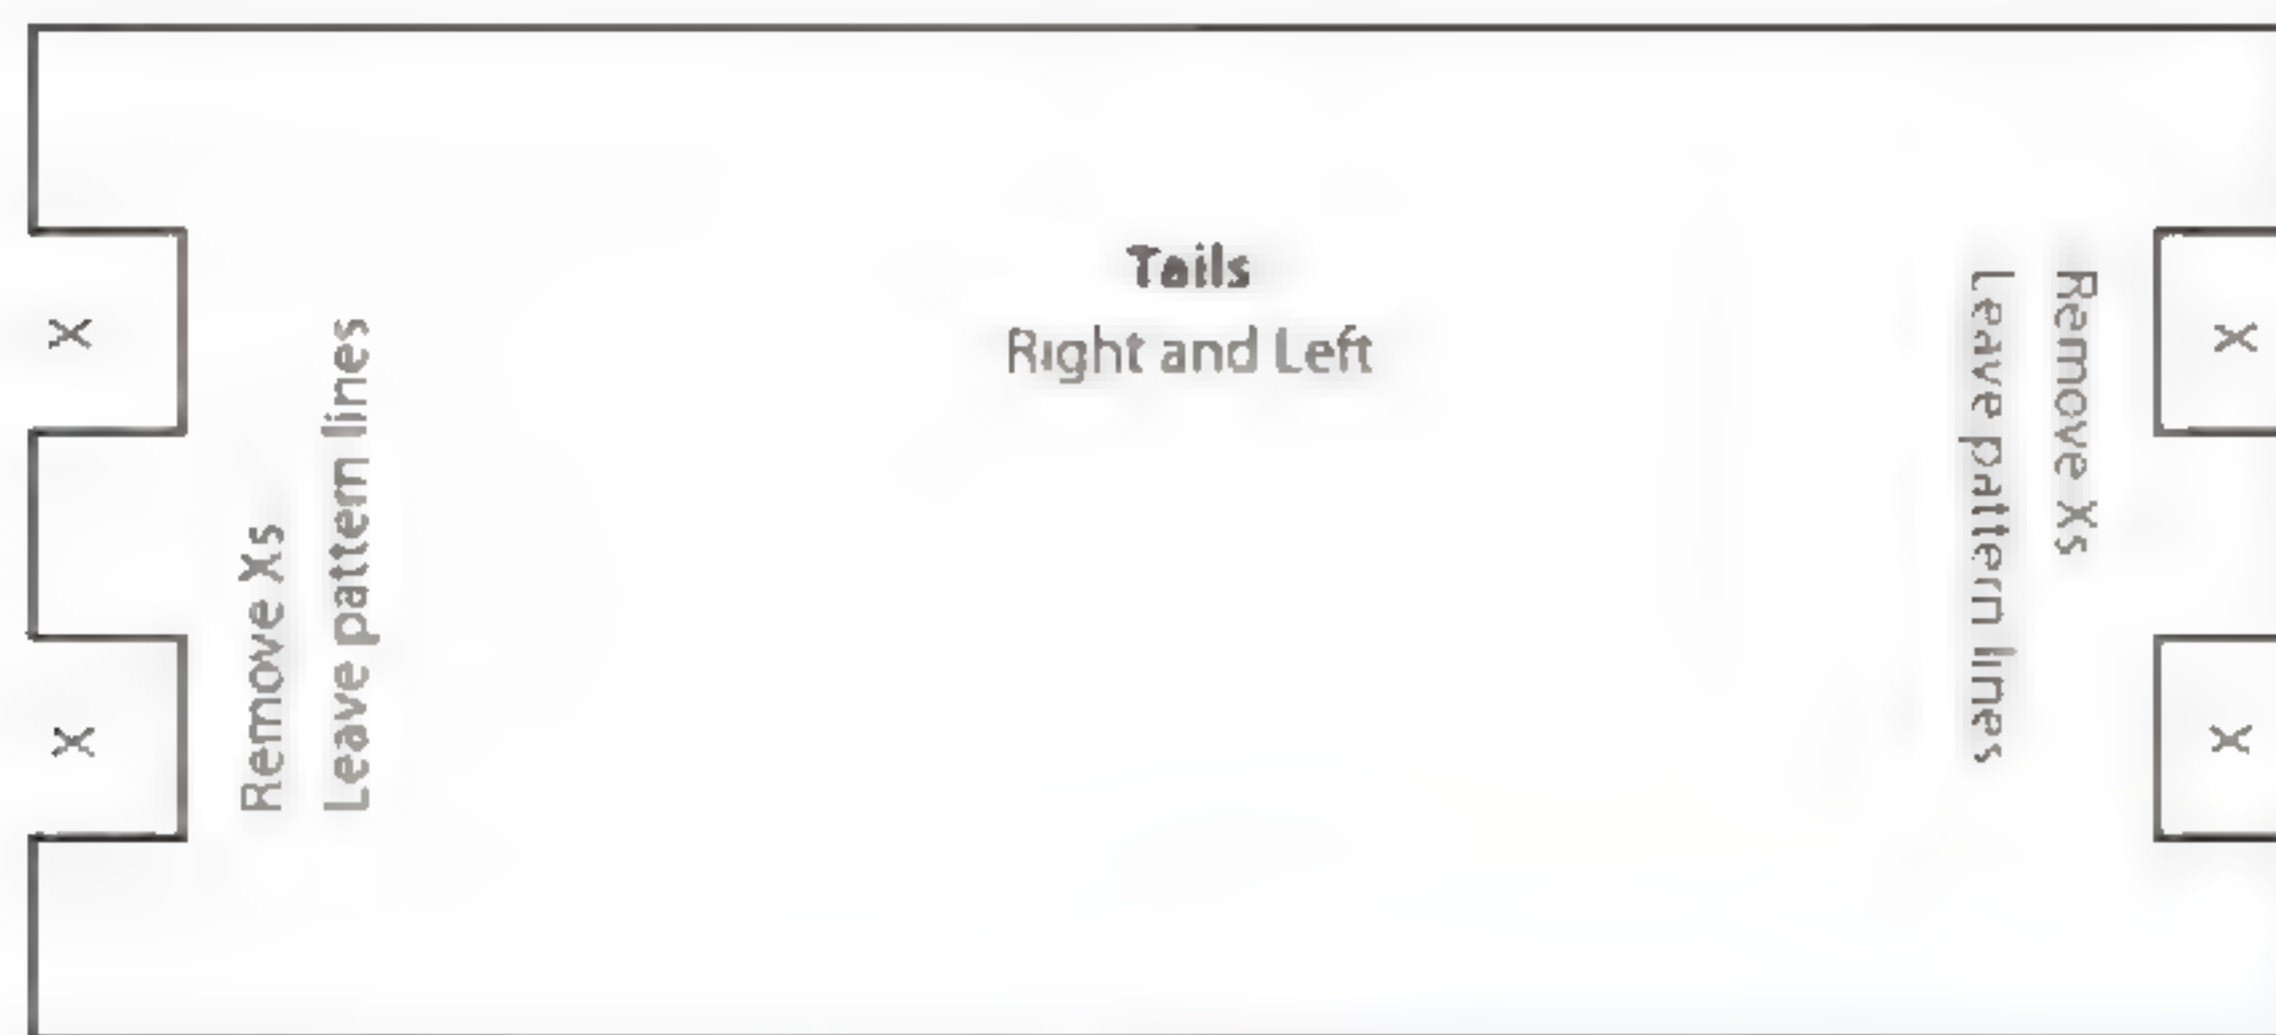 Tails
Right and Left
X
X
Remove Xs
Leave pattern lines
Remove Xs
Leave pattern lines
X
X